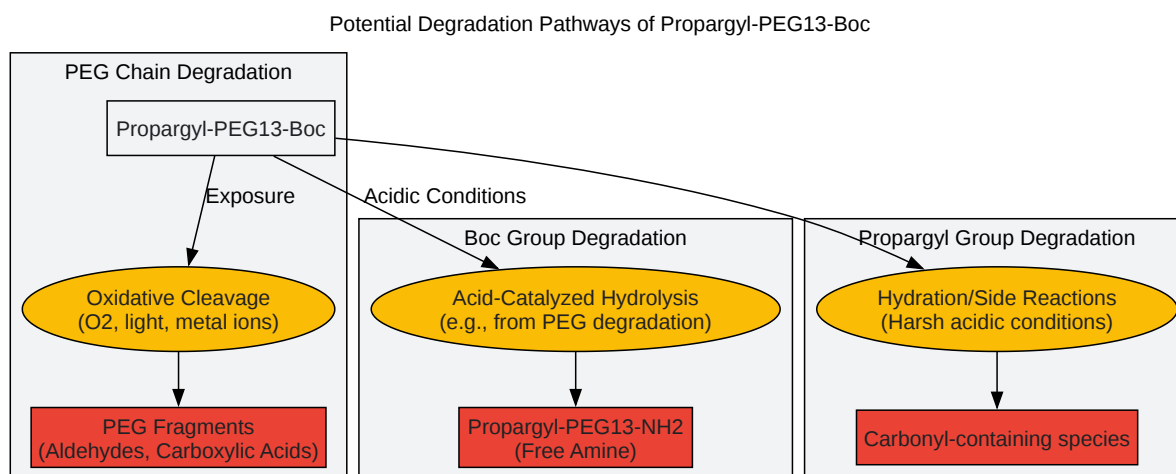 Potential Degradation Pathways of Propargyl-PEG13-Boc
PEG Chain Degradation
Propargyl-PEG13-Boc
Exposure
Acidic Conditions
Boc Group Degradation
Propargyl Group Degradation
Oxidative Cleavage
(O2, light, metal ions)
Acid-Catalyzed Hydrolysis
(e.g., from PEG degradation)
Hydration/Side Reactions
(Harsh acidic conditions)
PEG Fragments
(Aldehydes, Carboxylic Acids)
Propargyl-PEG13-NH2
(Free Amine)
Carbonyl-containing species